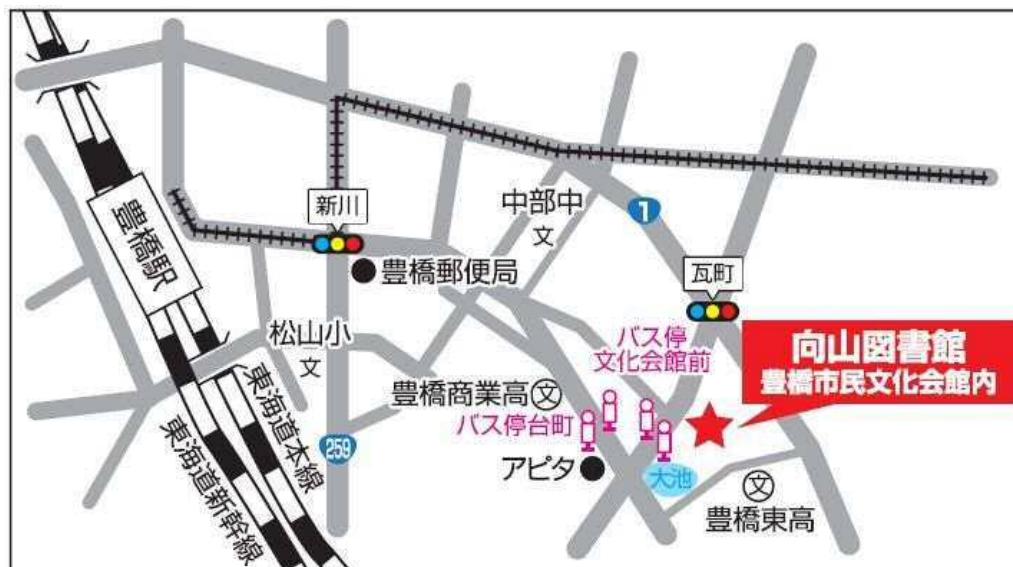 新川
中部中
文
1
豊橋駅
豊橋郵便局
瓦町
松山小
文
バス停
文化会館前
向山図書館
豊橋市民文化会館内
豊橋商業高文
バス停台町
259
東海道本線
東海道新幹線
アピタ
大池
文
豊橋東高